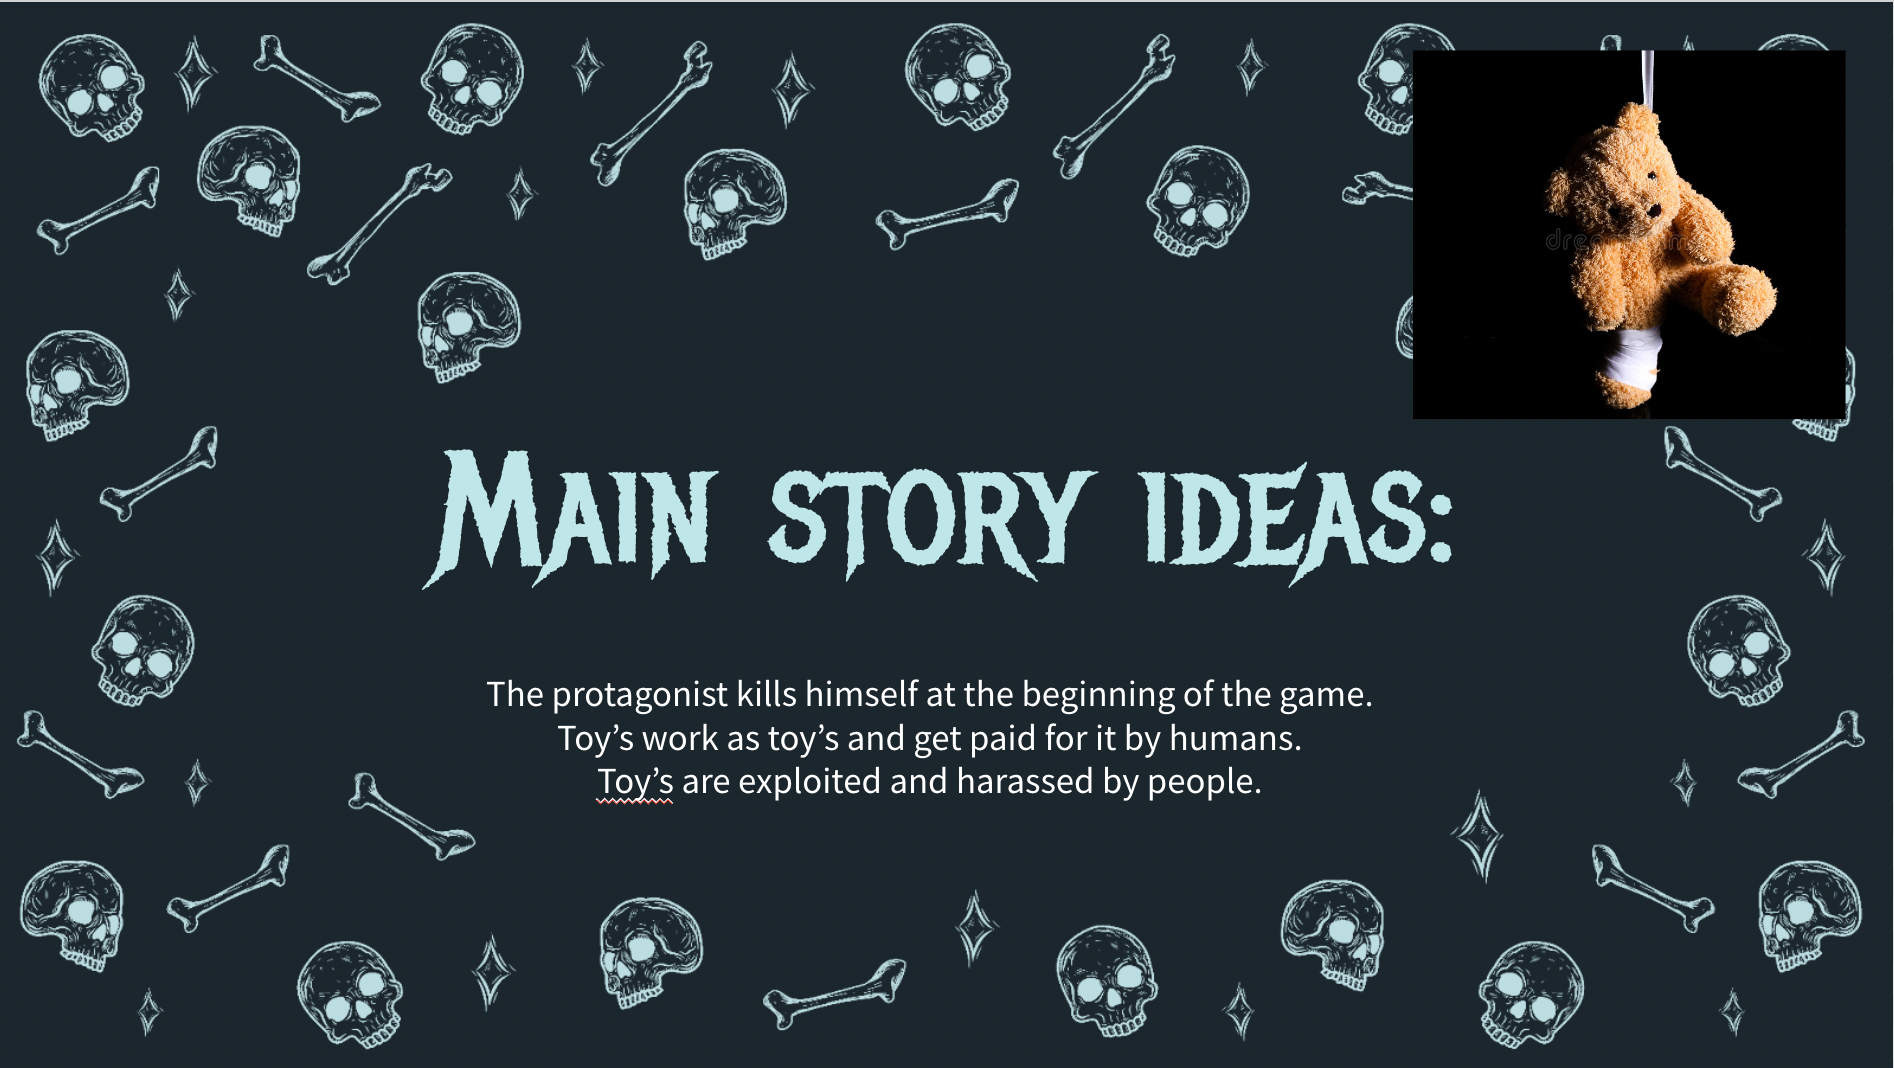 Main story ideas:
The protagonist kills himself at the beginning of the game.
Toy’s work as toy’s and get paid for it by humans.
Toy’s are exploited and harassed by people.